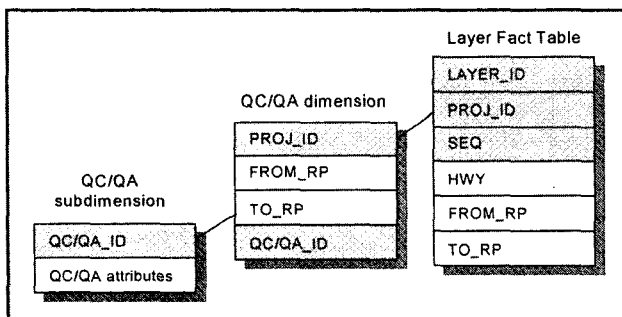 Layer Fact Table
LAYER_ID
PROJ_ID
SEQ
HWY
FROM_RP
TO_RP
QC/QA dimension
PROJ_ID
FROM_RP
TO_RP
QC/QA_ID
QC/QA
subdimension
QC/QA_ID
QC/QA attributes